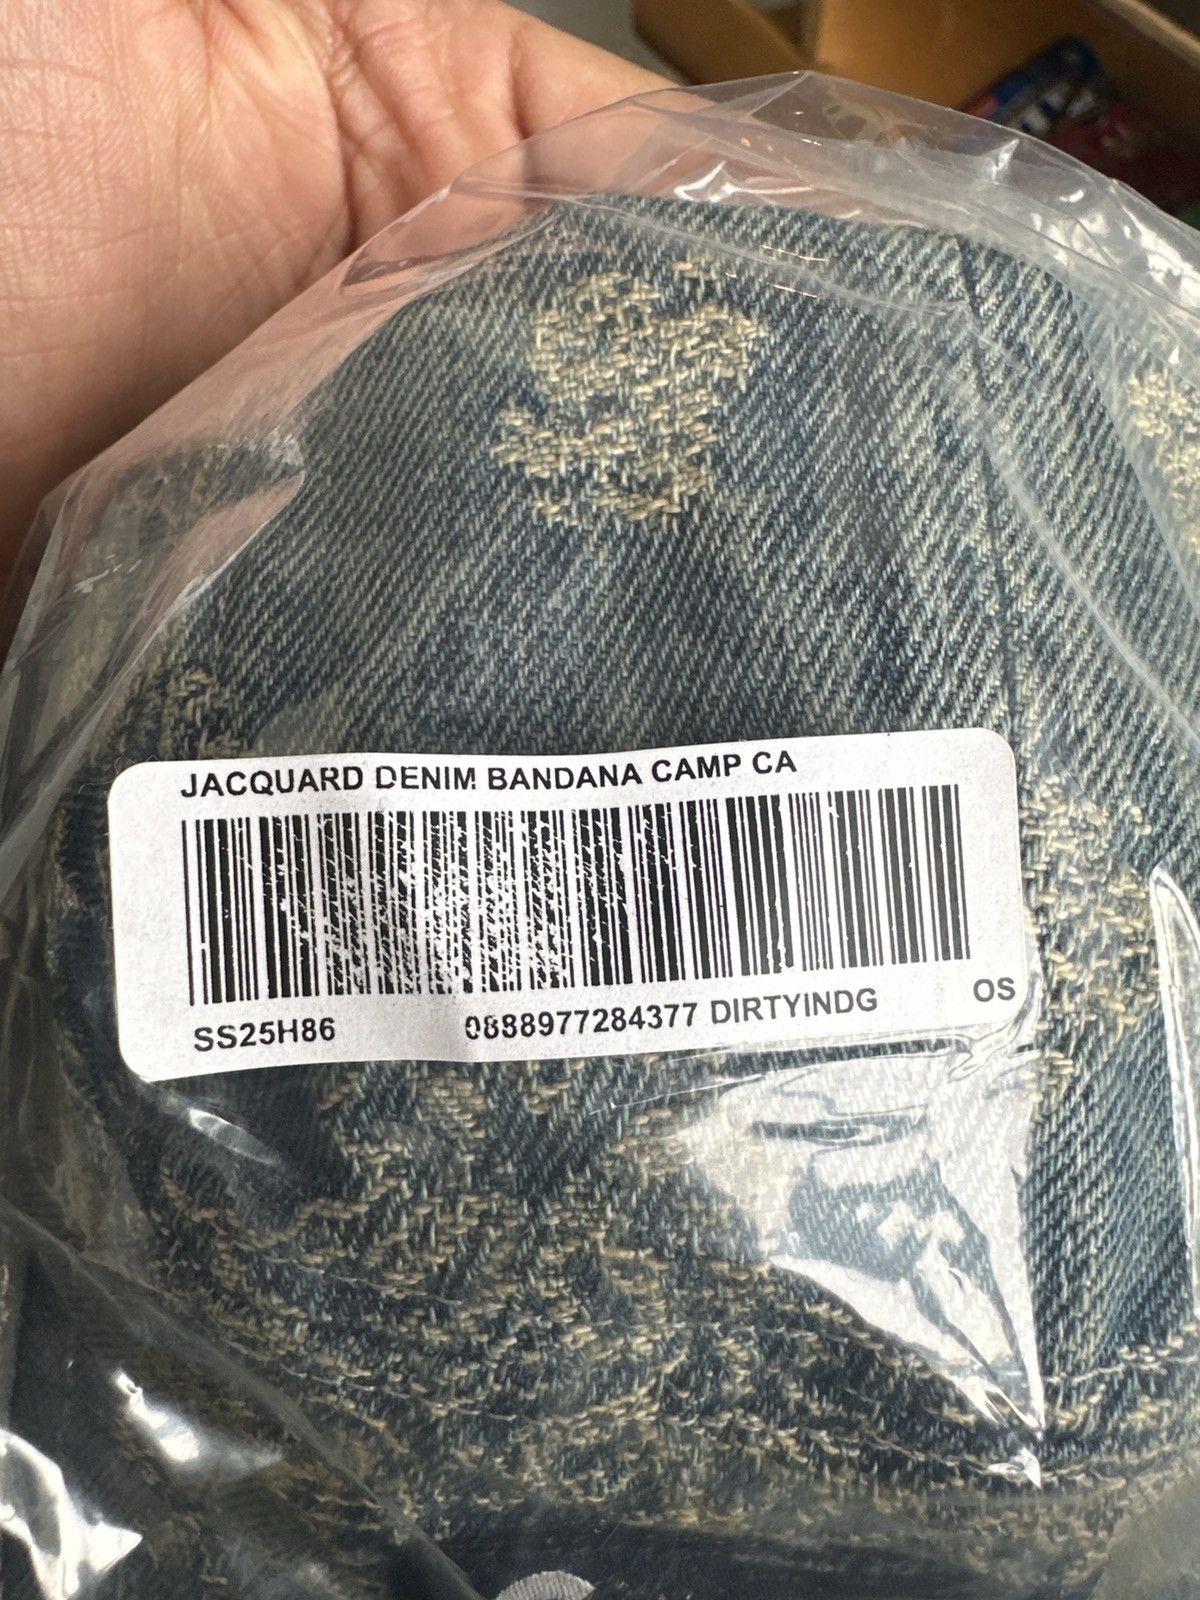 JACQUARD DENIM BANDANA CAMP CA
SS25H86 0888977284377 DIRTYINDG OS